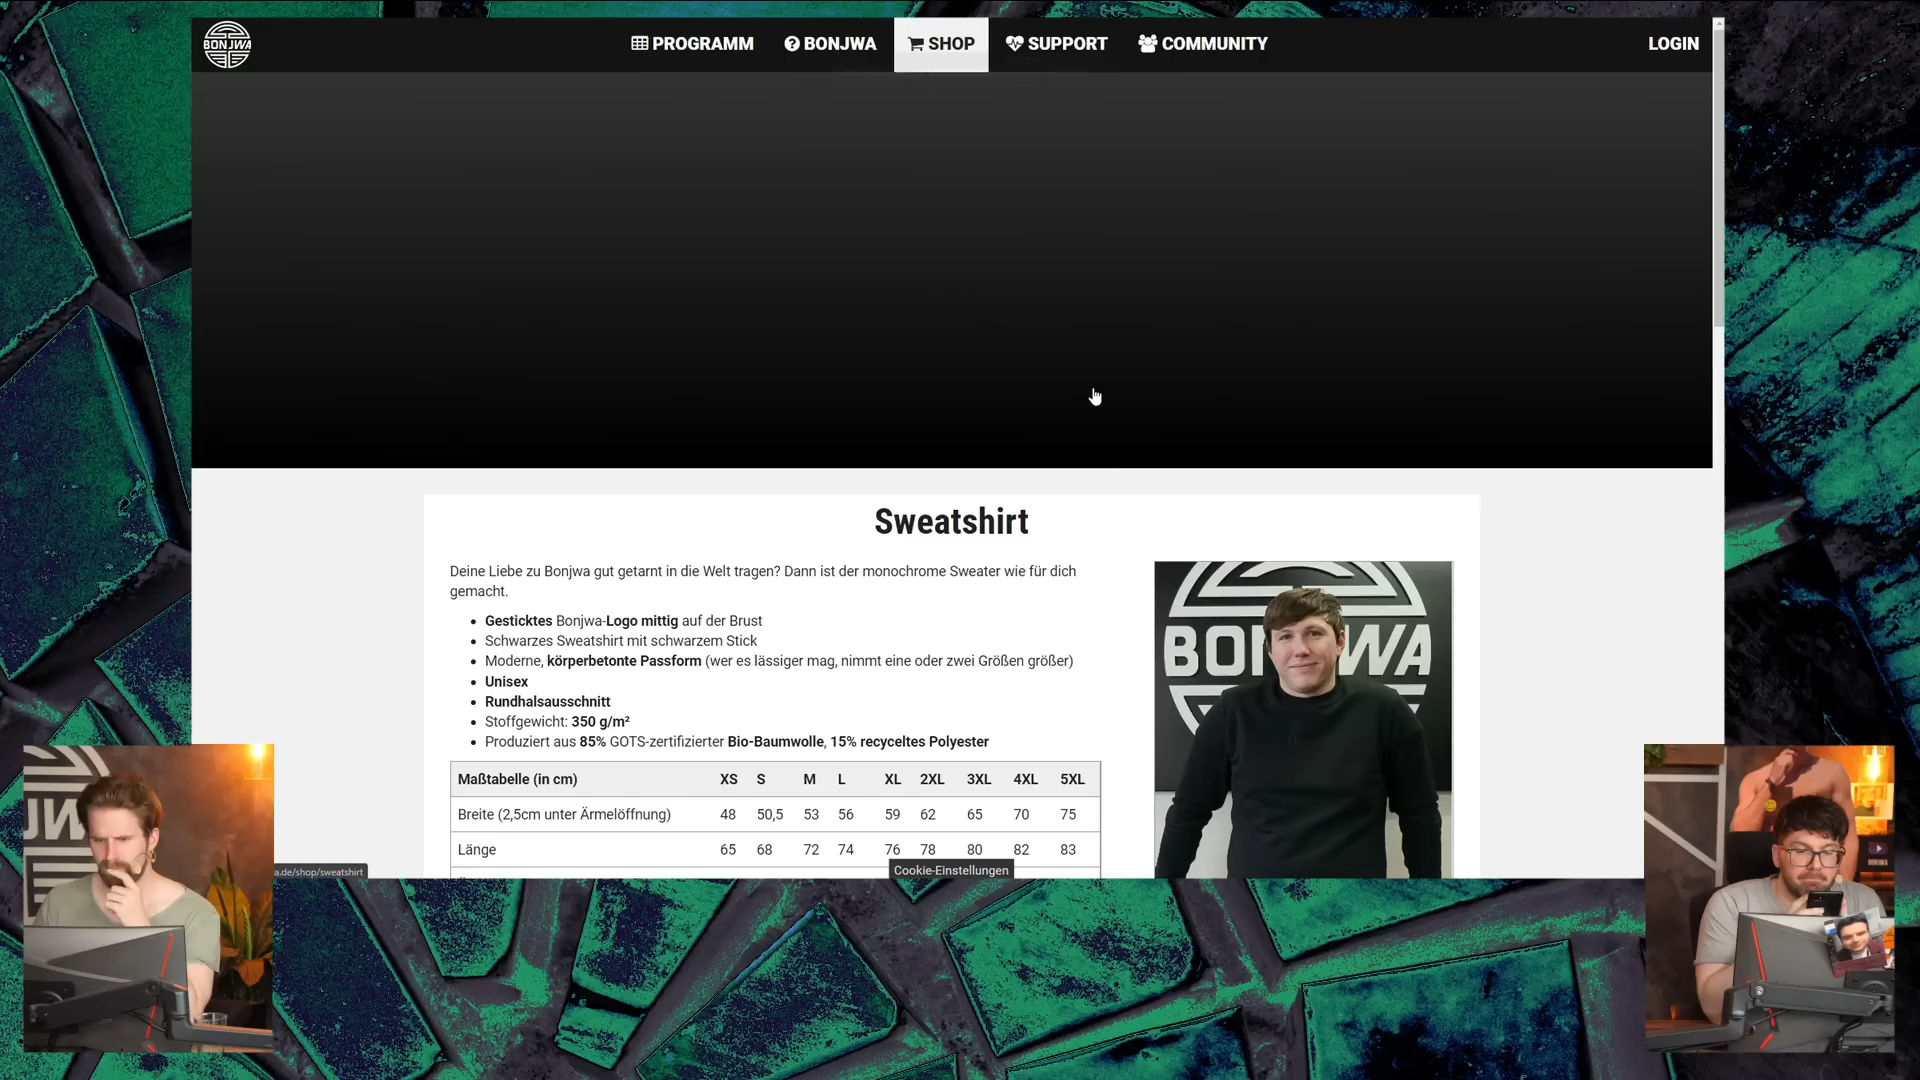 BONJWA
PROGRAMM
BONJWA
SHOP
SUPPORT
COMMUNITY
LOGIN
Sweatshirt
Deine Liebe zu Bonjwa gut getarnt in die Welt tragen? Dann ist der monochrome Sweater wie für dich
gemacht.
Gesticktes Bonjwa-Logo mittig auf der Brust
Schwarzes Sweatshirt mit schwarzem Stick
Moderne, körperbetonte Passform (wer es lässiger mag, nimmt eine oder zwei Größen größer)
Unisex
Rundhalsausschnitt
Stoffgewicht: 350 g/m²
Produziert aus 85% GOTS-zertifizierter Bio-Baumwolle, 15% recyceltes Polyester
Maßtabelle (in cm) XS S M L XL 2XL 3XL 4XL 5XL
Breite (2,5cm unter Ärmelöffnung) 48 50,5 53 56 59 62 65 70 75
Länge 65 68 72 74 76 78 80 82 83
a.de/shop/sweatshirt
Cookie-Einstellungen
BONJWA